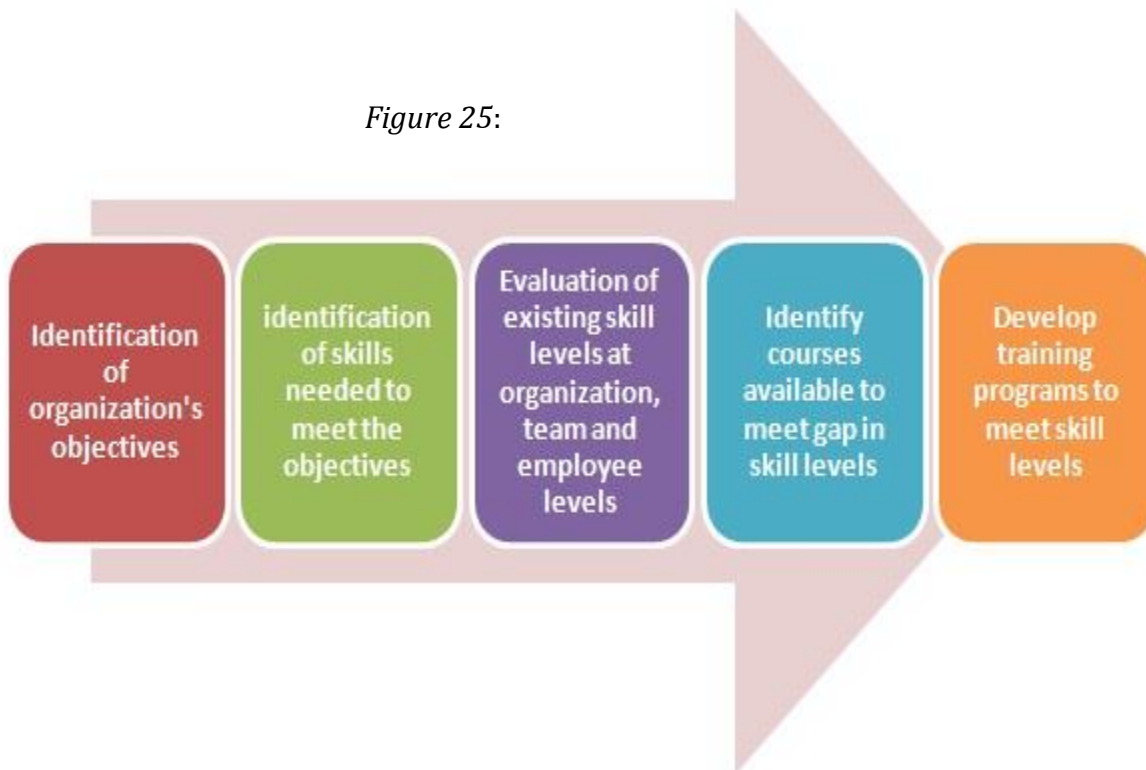 Figure 25:
Identification
of
organization's
objectives
identification
of skills
needed to
meet the
objectives
Evaluation of
existing skill
levels at
organization,
team and
employee
levels
Identify
courses
available to
meet gap in
skill levels
Develop
training
programs to
meet skill
levels